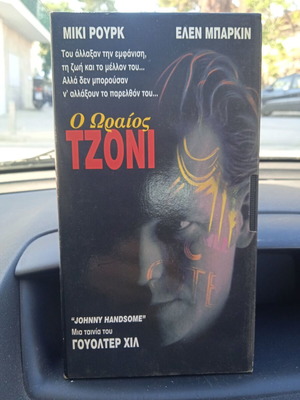 ΜΙΚΙ ΡΟΥΡΚ ΕΛΕΝ ΜΠΑΡΚΙΝ
Του άλλαξαν την εμφάνιση,
τη ζωή και το μέλλον του...
Αλλά δεν μπορούσαν
ν' αλλάξουν το παρελθόν του...
Ο Ωραίος
ΤΖΟΝΙ
"JOHNNY HANDSOME"
Μια ταινία του
ΓΟΥΟΛΤΕΡ ΧΙΛ